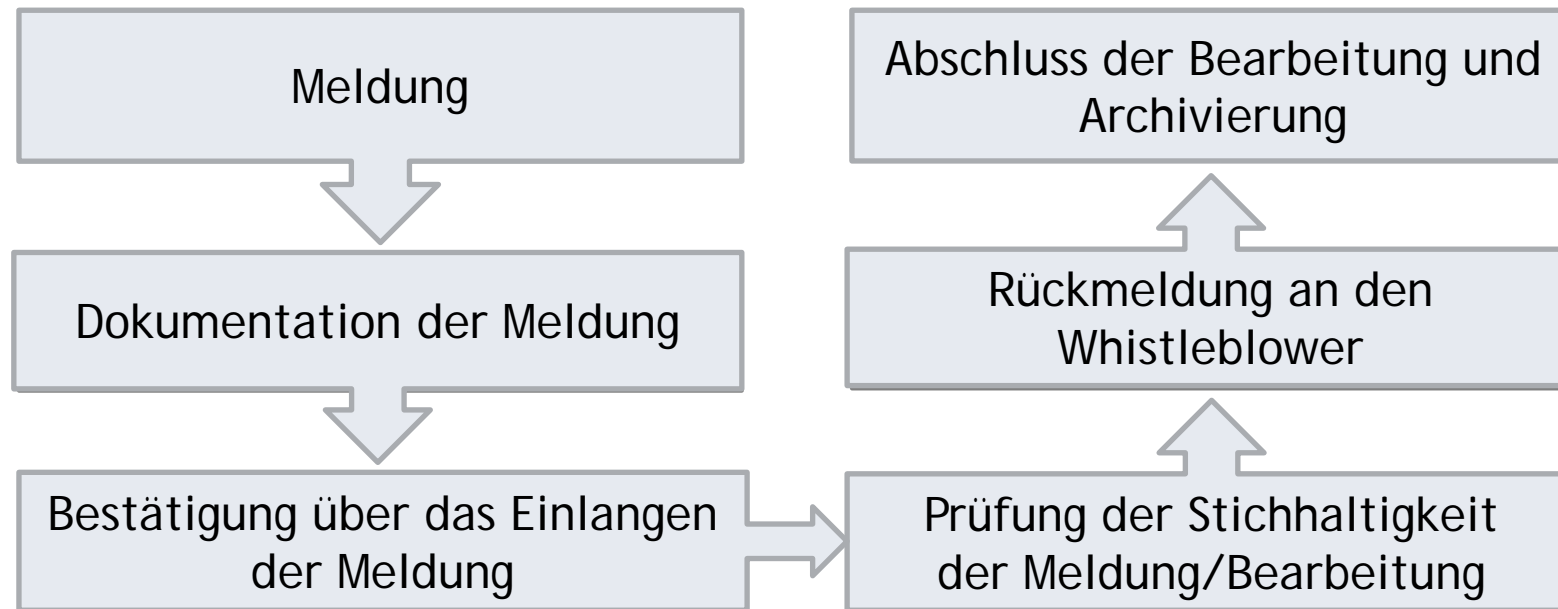 Meldung
Dokumentation der Meldung
Bestätigung über das Einlangen
der Meldung
Prüfung der Stichhaltigkeit
der Meldung/Bearbeitung
Rückmeldung an den
Whistleblower
Abschluss der Bearbeitung und
Archivierung